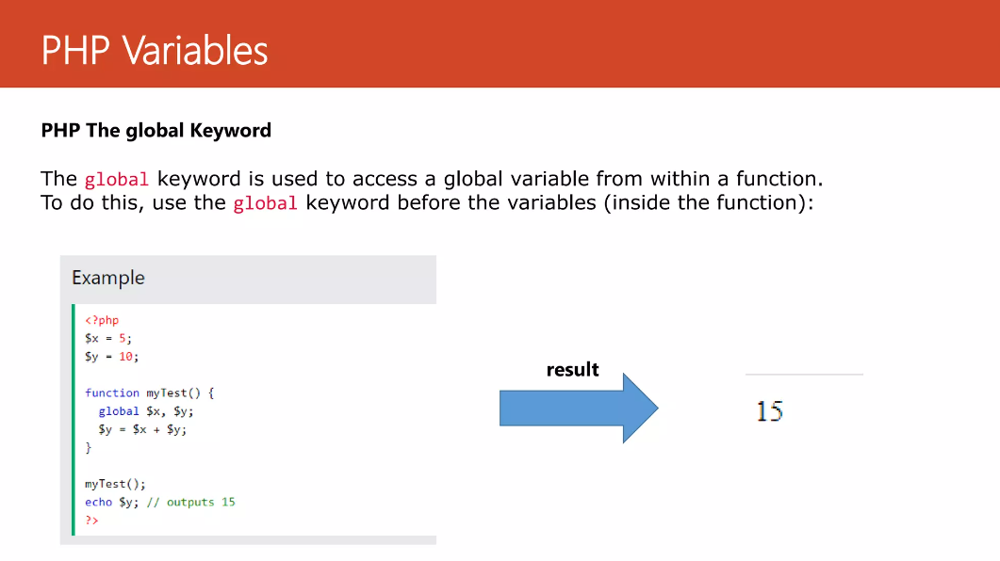 PHP Variables
PHP The global Keyword
The global keyword is used to access a global variable from within a function.
To do this, use the global keyword before the variables (inside the function):
Example
<?php
$x = 5;
$y = 10;
function myTest() {
  global $x, $y;
  $y = $x + $y;
}
myTest();
echo $y; // outputs 15
?>
result
15